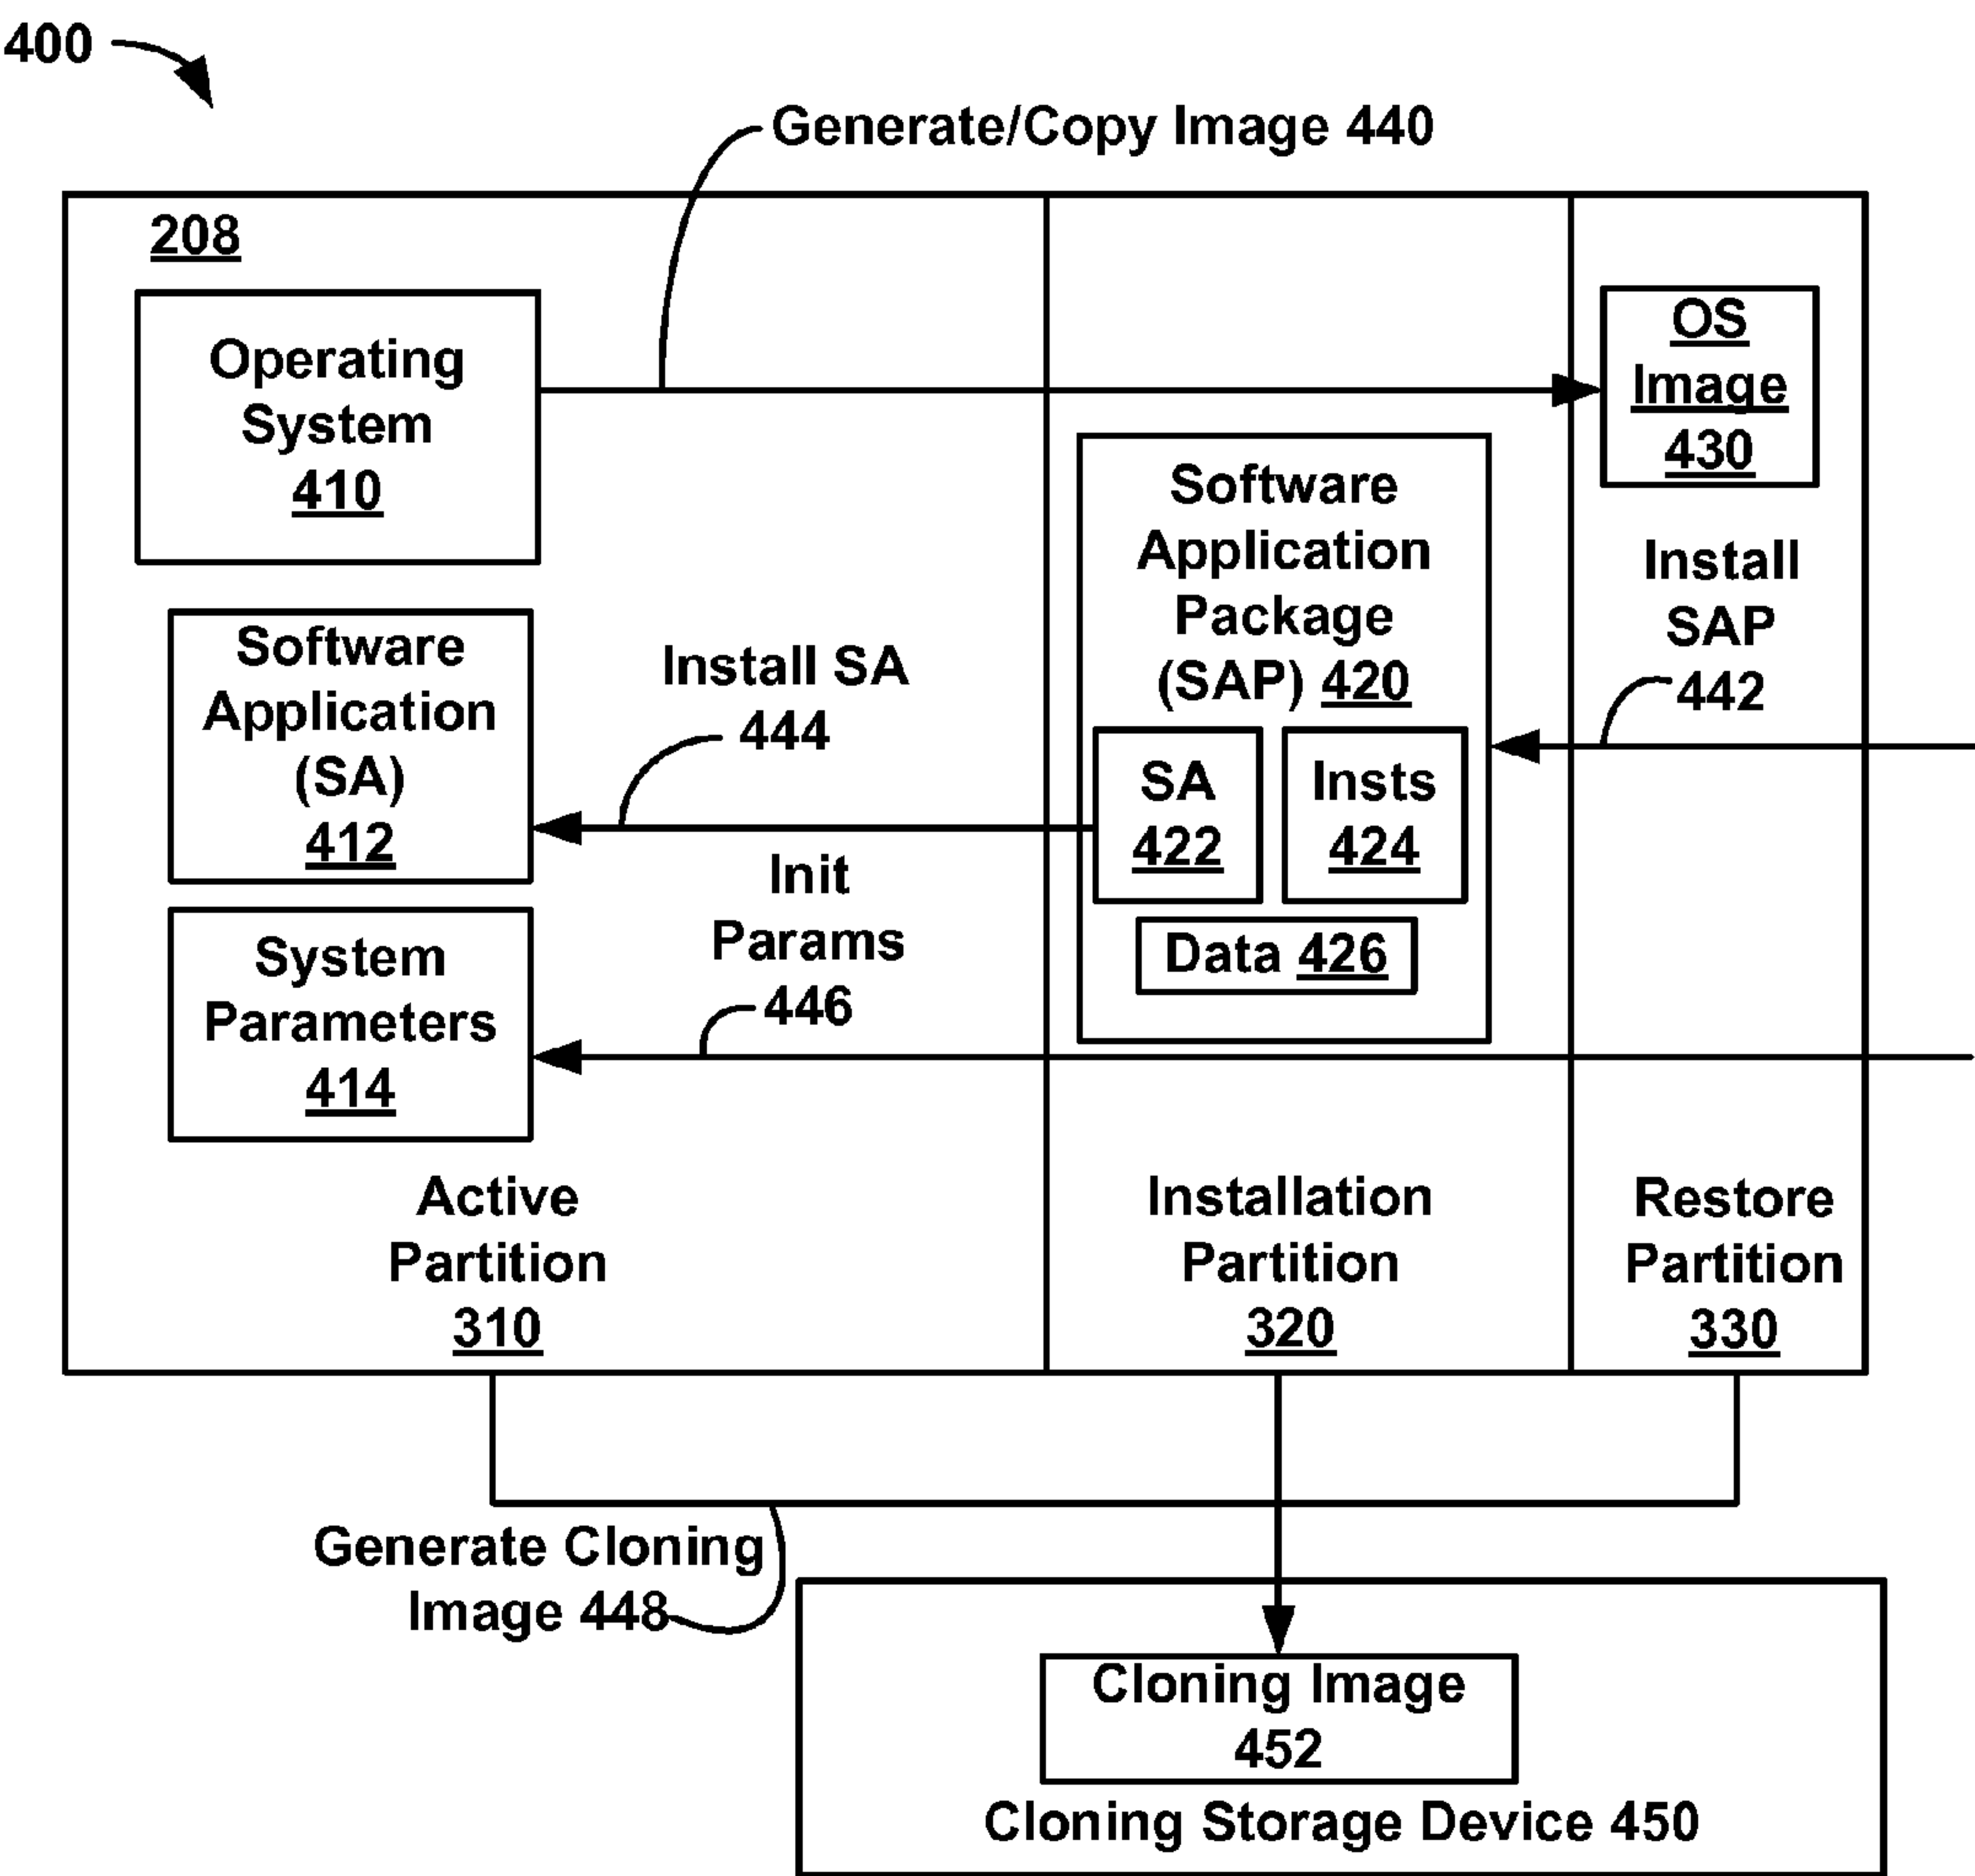 400
Generate/Copy Image 440
208
Operating
System
410
OS
Image
430
Software
Application
Package
(SAP) 420
SA
422
Insts
424
Data 426
Install
SAP
442
Software
Application
(SA)
412
Install SA
444
Init
Params
446
System
Parameters
414
Active
Partition
310
Installation
Partition
320
Restore
Partition
330
Generate Cloning
Image 448
Cloning Image
452
Cloning Storage Device 450